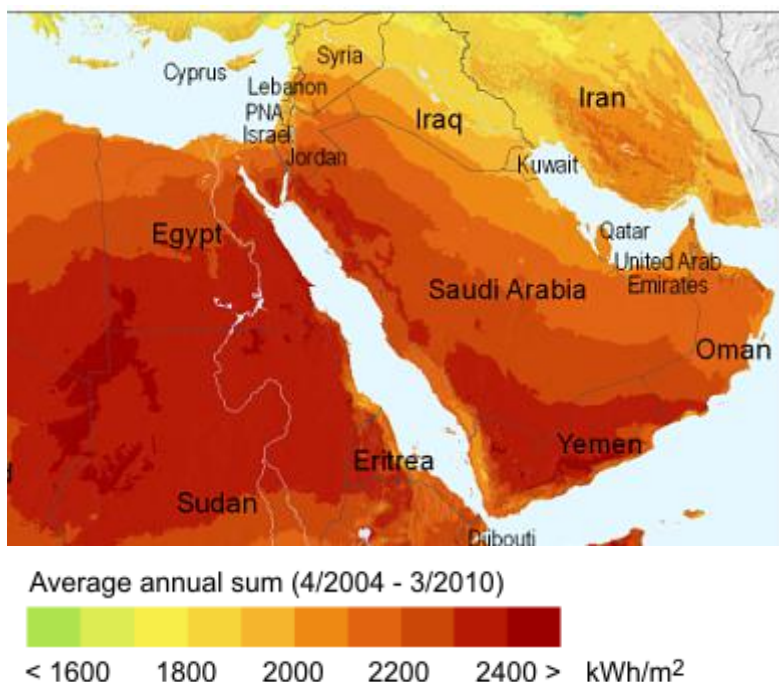 Syria
Cyprus
Lebanon
PNA
Israel
Iraq
Iran
Jordan
Kuwait
Egypt
Qatar
United Arab
Emirates
Saudi Arabia
Oman
Yemen
Eritrea
Sudan
Djibouti
Average annual sum (4/2004 - 3/2010)
< 1600 1800 2000 2200 2400 > kWh/m²